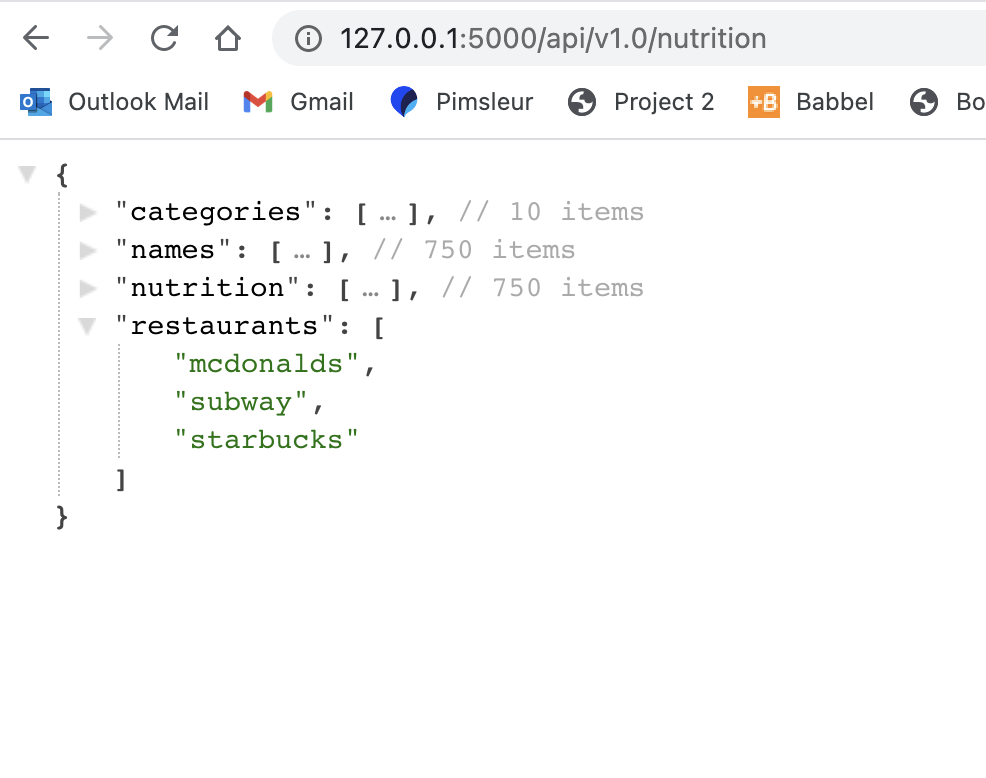 127.0.0.1:5000/api/v1.0/nutrition
Outlook Mail Gmail Pimsleur Project 2 +B Babbel Bo
{
"categories": [ … ], // 10 items
"names": [ … ], // 750 items
"nutrition": [ … ], // 750 items
"restaurants": [
"mcdonalds",
"subway",
"starbucks"
]
}